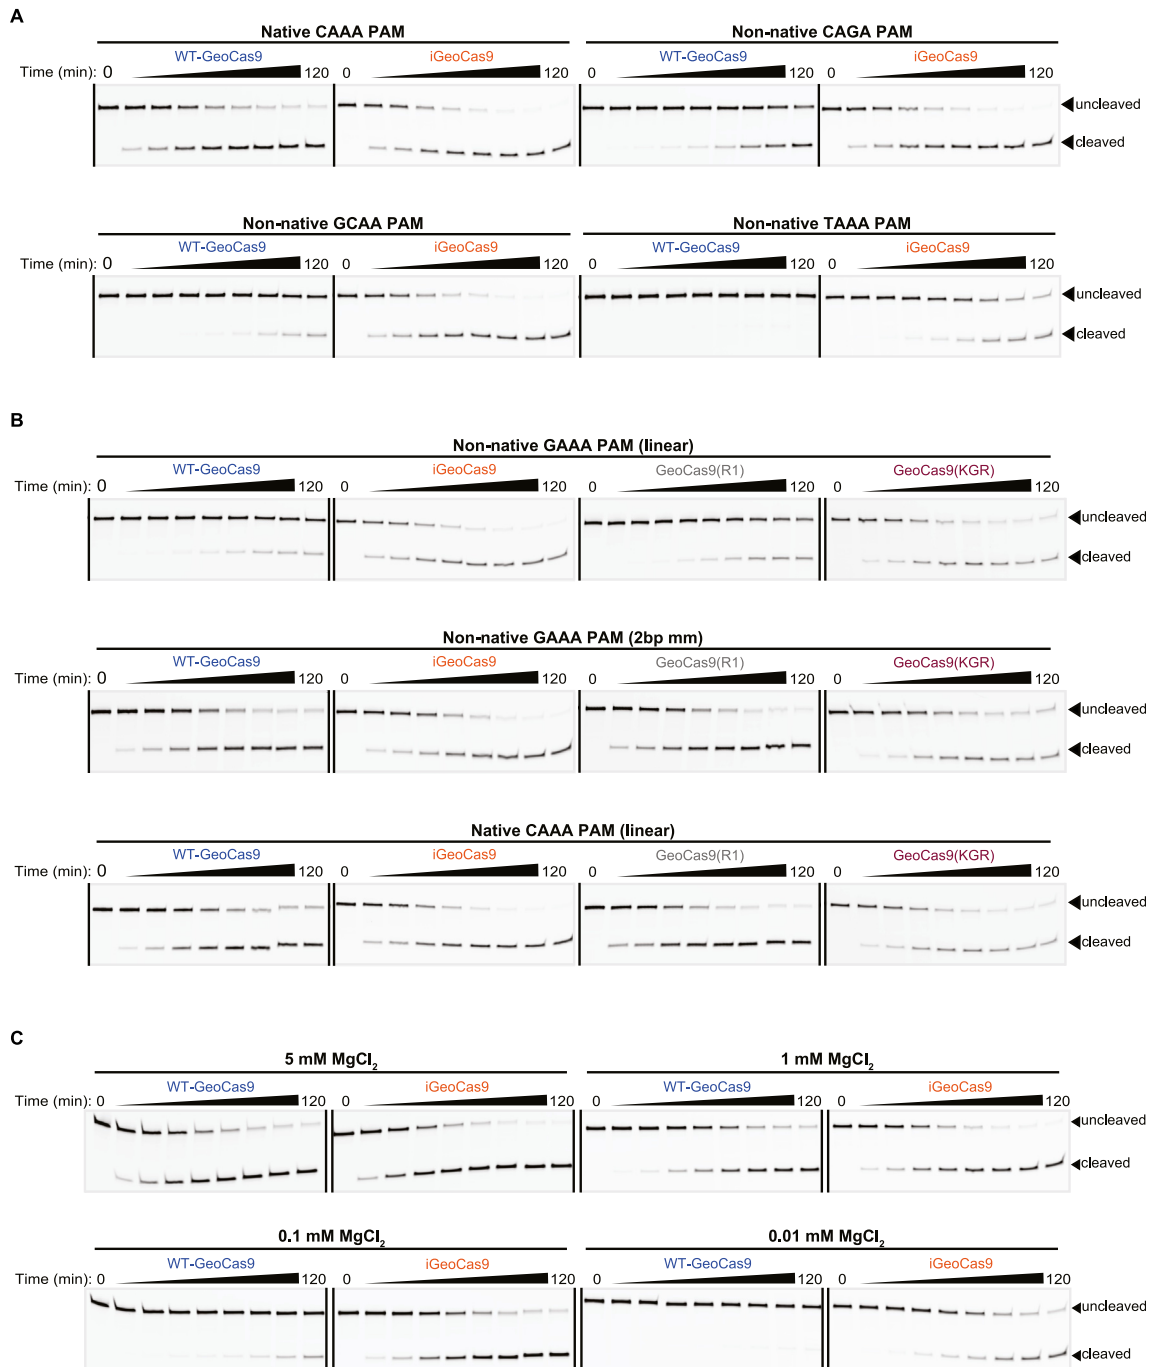 A
Native CAAA PAM
Non-native CAGA PAM
WT-GeoCas9
iGeoCas9
WT-GeoCas9
iGeoCas9
Time (min): 0 120 0 120 0 120 0 120
uncleaved
cleaved
Non-native GCAA PAM
Non-native TAAA PAM
WT-GeoCas9
iGeoCas9
WT-GeoCas9
iGeoCas9
Time (min): 0 120 0 120 0 120 0 120
uncleaved
cleaved
B
Non-native GAAA PAM (linear)
WT-GeoCas9
iGeoCas9
GeoCas9(R1)
GeoCas9(KGR)
Time (min): 0 120 0 120 0 120 0 120
uncleaved
cleaved
Non-native GAAA PAM (2bp mm)
WT-GeoCas9
iGeoCas9
GeoCas9(R1)
GeoCas9(KGR)
Time (min): 0 120 0 120 0 120 0 120
uncleaved
cleaved
Native CAAA PAM (linear)
WT-GeoCas9
iGeoCas9
GeoCas9(R1)
GeoCas9(KGR)
Time (min): 0 120 0 120 0 120 0 120
uncleaved
cleaved
C
5 mM MgCl₂
1 mM MgCl₂
WT-GeoCas9
iGeoCas9
WT-GeoCas9
iGeoCas9
Time (min): 0 120 0 120 0 120 0 120
uncleaved
cleaved
0.1 mM MgCl₂
0.01 mM MgCl₂
WT-GeoCas9
iGeoCas9
WT-GeoCas9
iGeoCas9
Time (min): 0 120 0 120 0 120 0 120
uncleaved
cleaved